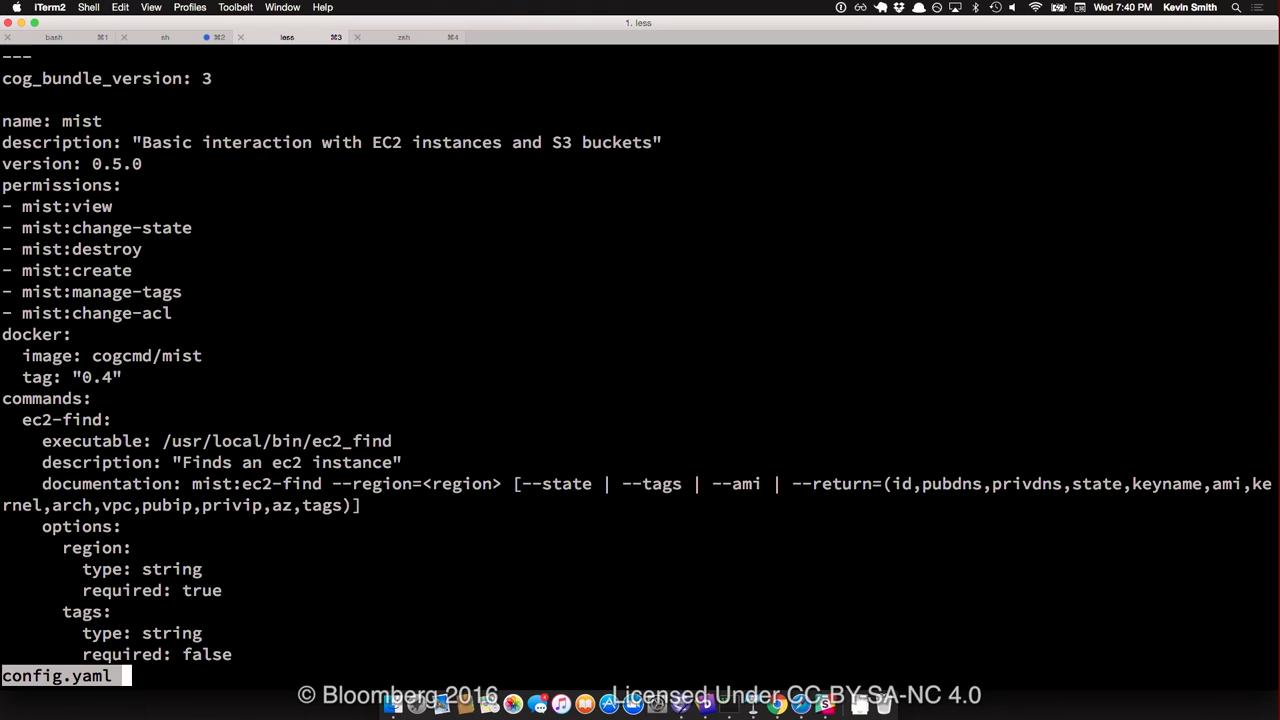 iTerm2 Shell Edit View Profiles Toolbelt Window Help Wed 7:40 PM Kevin Smith
1. less
bash ⌘1 sh ⌘2 less ⌘3 zsh ⌘4
---
cog_bundle_version: 3
name: mist
description: "Basic interaction with EC2 instances and S3 buckets"
version: 0.5.0
permissions:
- mist:view
- mist:change-state
- mist:destroy
- mist:create
- mist:manage-tags
- mist:change-acl
docker:
image: cogcmd/mist
tag: "0.4"
commands:
ec2-find:
executable: /usr/local/bin/ec2_find
description: "Finds an ec2 instance"
documentation: mist:ec2-find --region=<region> [--state | --tags | --ami | --return=(id,pubdns,privdns,state,keyname,ami,ke
rnel,arch,vpc,pubip,privip,az,tags)]
options:
region:
type: string
required: true
tags:
type: string
required: false
config.yaml
© Bloomberg 2016 Licensed Under CC-BY-SA-NC 4.0